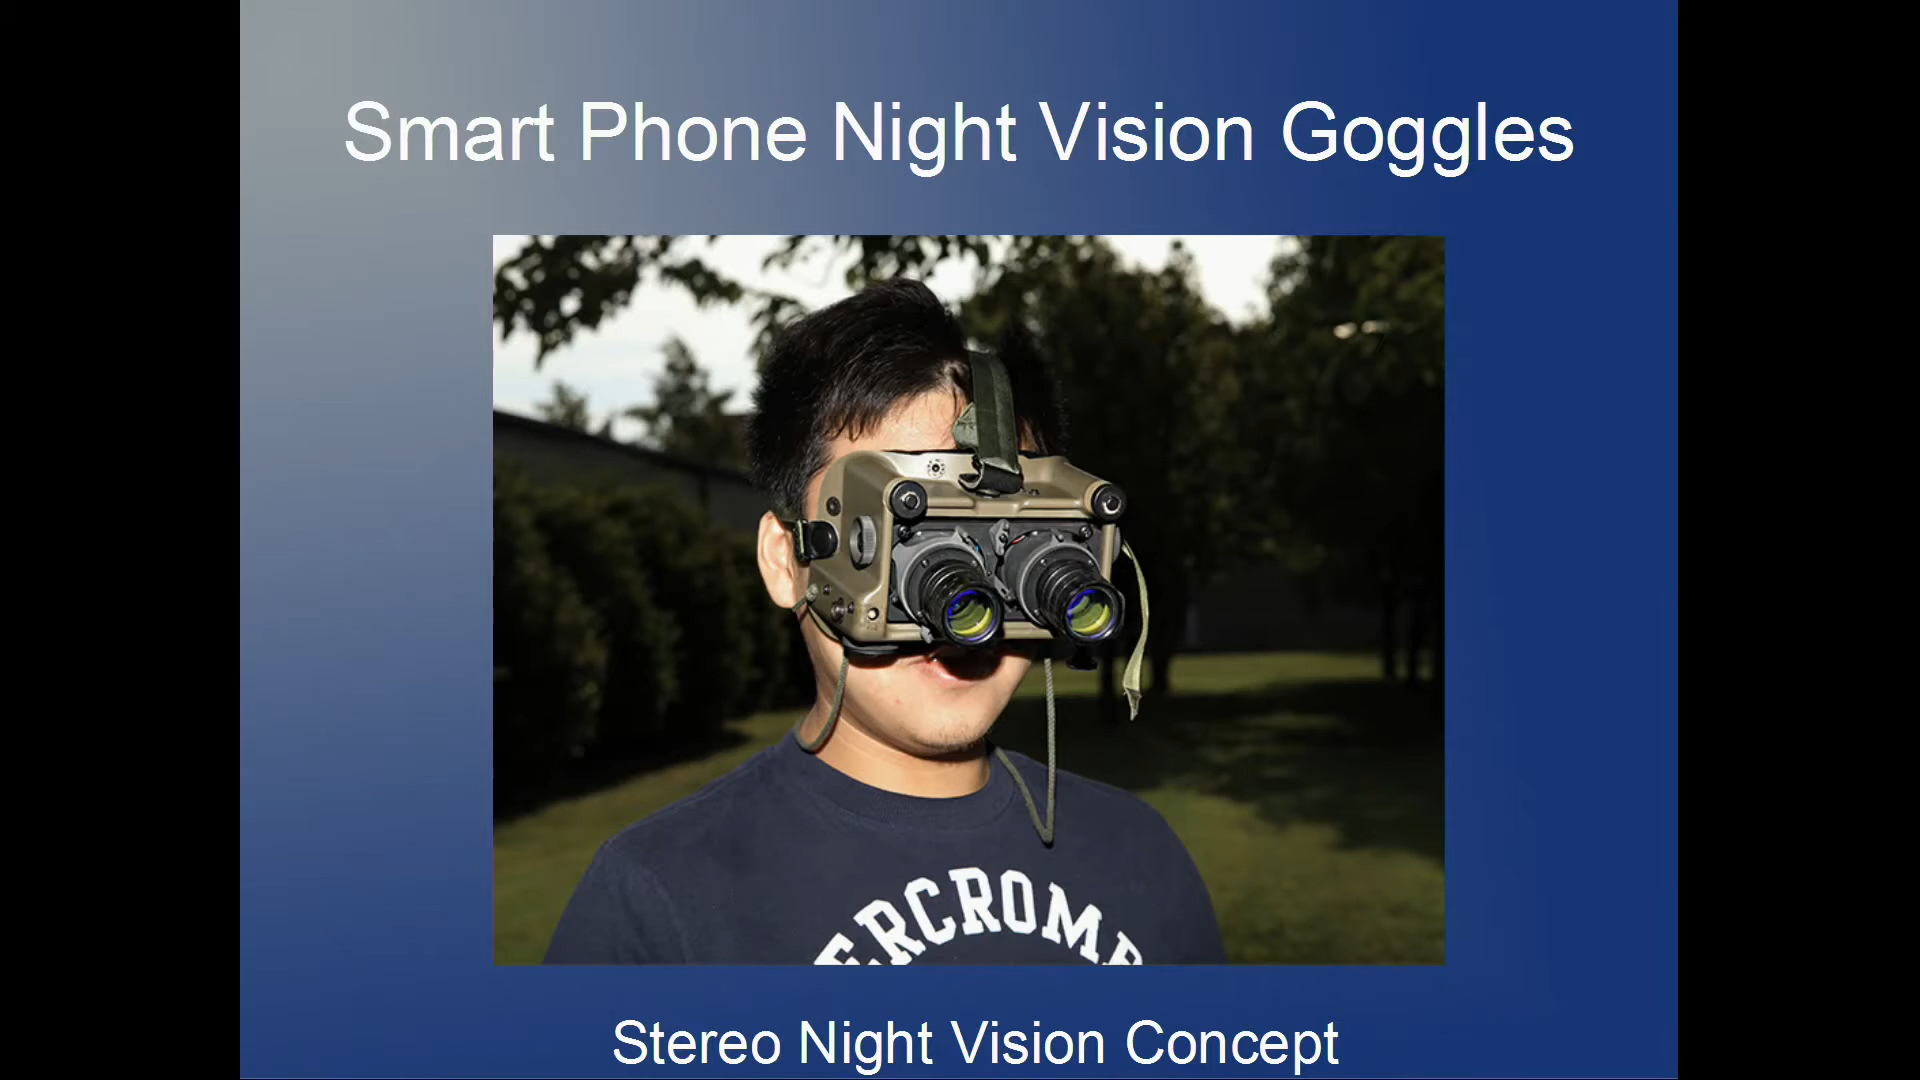 Smart Phone Night Vision Goggles
ERCROMB
Stereo Night Vision Concept